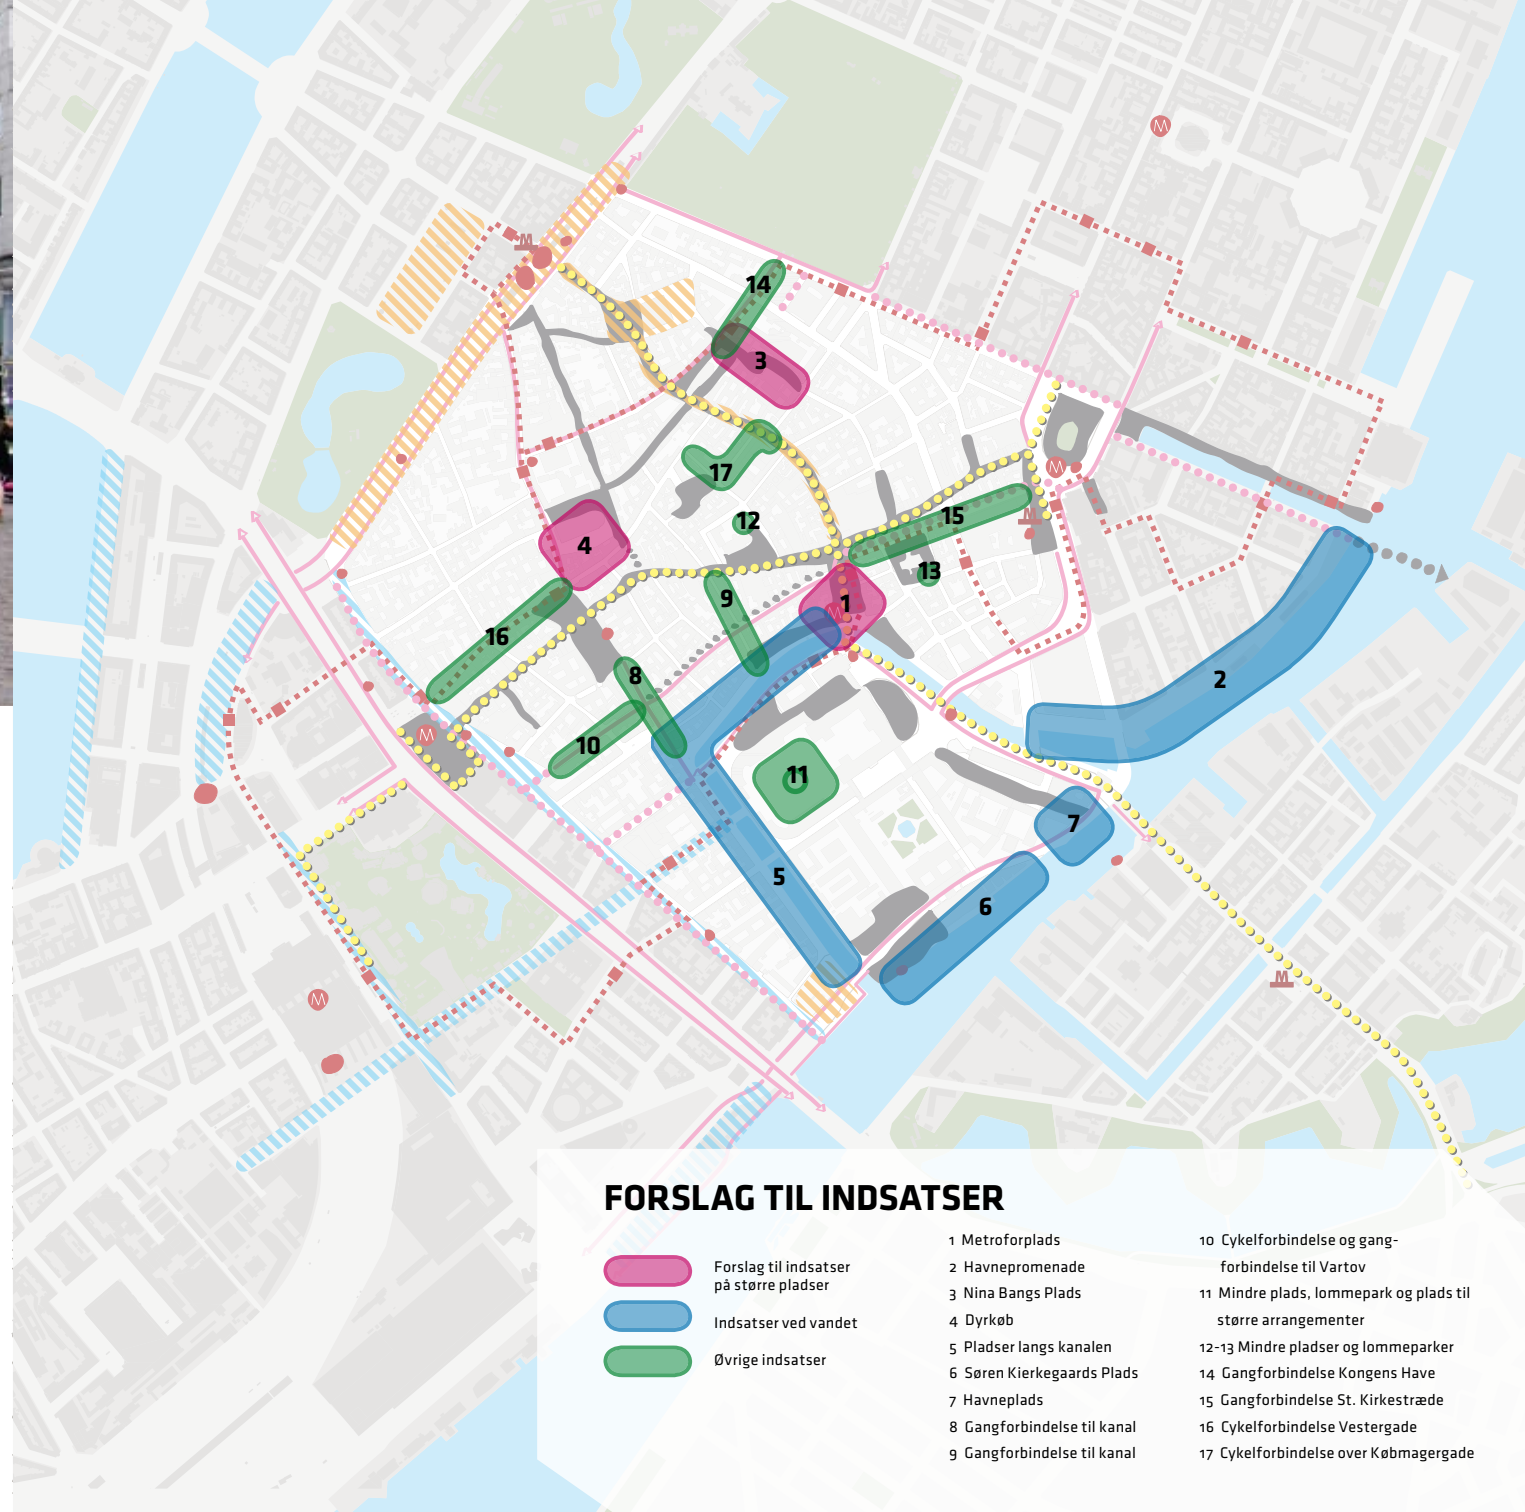 14
3
17
12
15
4
13
9
1
16
8
2
10
11
7
5
6
M
M
M
M
M
M
M
M
FORSLAG TIL INDSATSER
Forslag til indsatser
på større pladser
Indsatser ved vandet
Øvrige indsatser
1 Metroforplads
2 Havnepromenade
3 Nina Bangs Plads
4 Dyrkøb
5 Pladser langs kanalen
6 Søren Kierkegaards Plads
7 Havneplads
8 Gangforbindelse til kanal
9 Gangforbindelse til kanal
10 Cykelforbindelse og gang-
forbindelse til Vartov
11 Mindre plads, lommepark og plads til
større arrangementer
12-13 Mindre pladser og lommeparker
14 Gangforbindelse Kongens Have
15 Gangforbindelse St. Kirkestræde
16 Cykelforbindelse Vestergade
17 Cykelforbindelse over Købmagergade